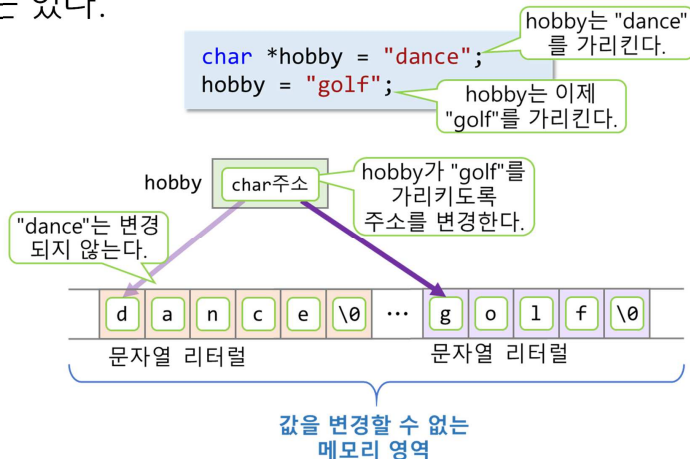 는 있다.
hobby는 "dance"
를 가리킨다.
char *hobby = "dance";
hobby = "golf";
hobby는 이제
"golf"를 가리킨다.
hobby
char주소
hobby가 "golf"를
가리키도록
주소를 변경한다.
"dance"는 변경
되지 않는다.
d a n c e \0 ⋯ g o l f \0
문자열 리터럴 문자열 리터럴
값을 변경할 수 없는
메모리 영역